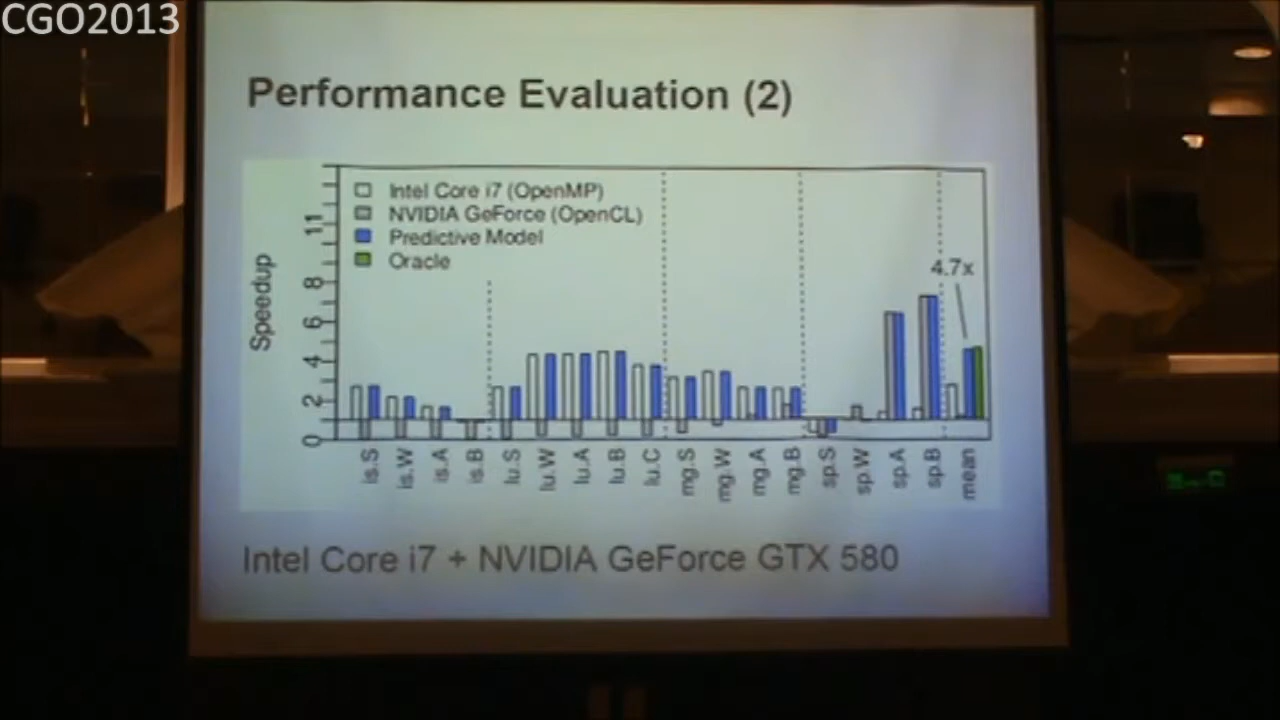 CGO2013
Performance Evaluation (2)
Intel Core i7 (OpenMP)
NVIDIA GeForce (OpenCL)
Predictive Model
Oracle
Speedup
11
8
6
4
2
0
4.7x
is.S
is.W
is.A
is.B
lu.S
lu.W
lu.A
lu.B
lu.C
mg.S
mg.W
mg.A
mg.B
sp.S
sp.W
sp.A
sp.B
mean
Intel Core i7 + NVIDIA GeForce GTX 580